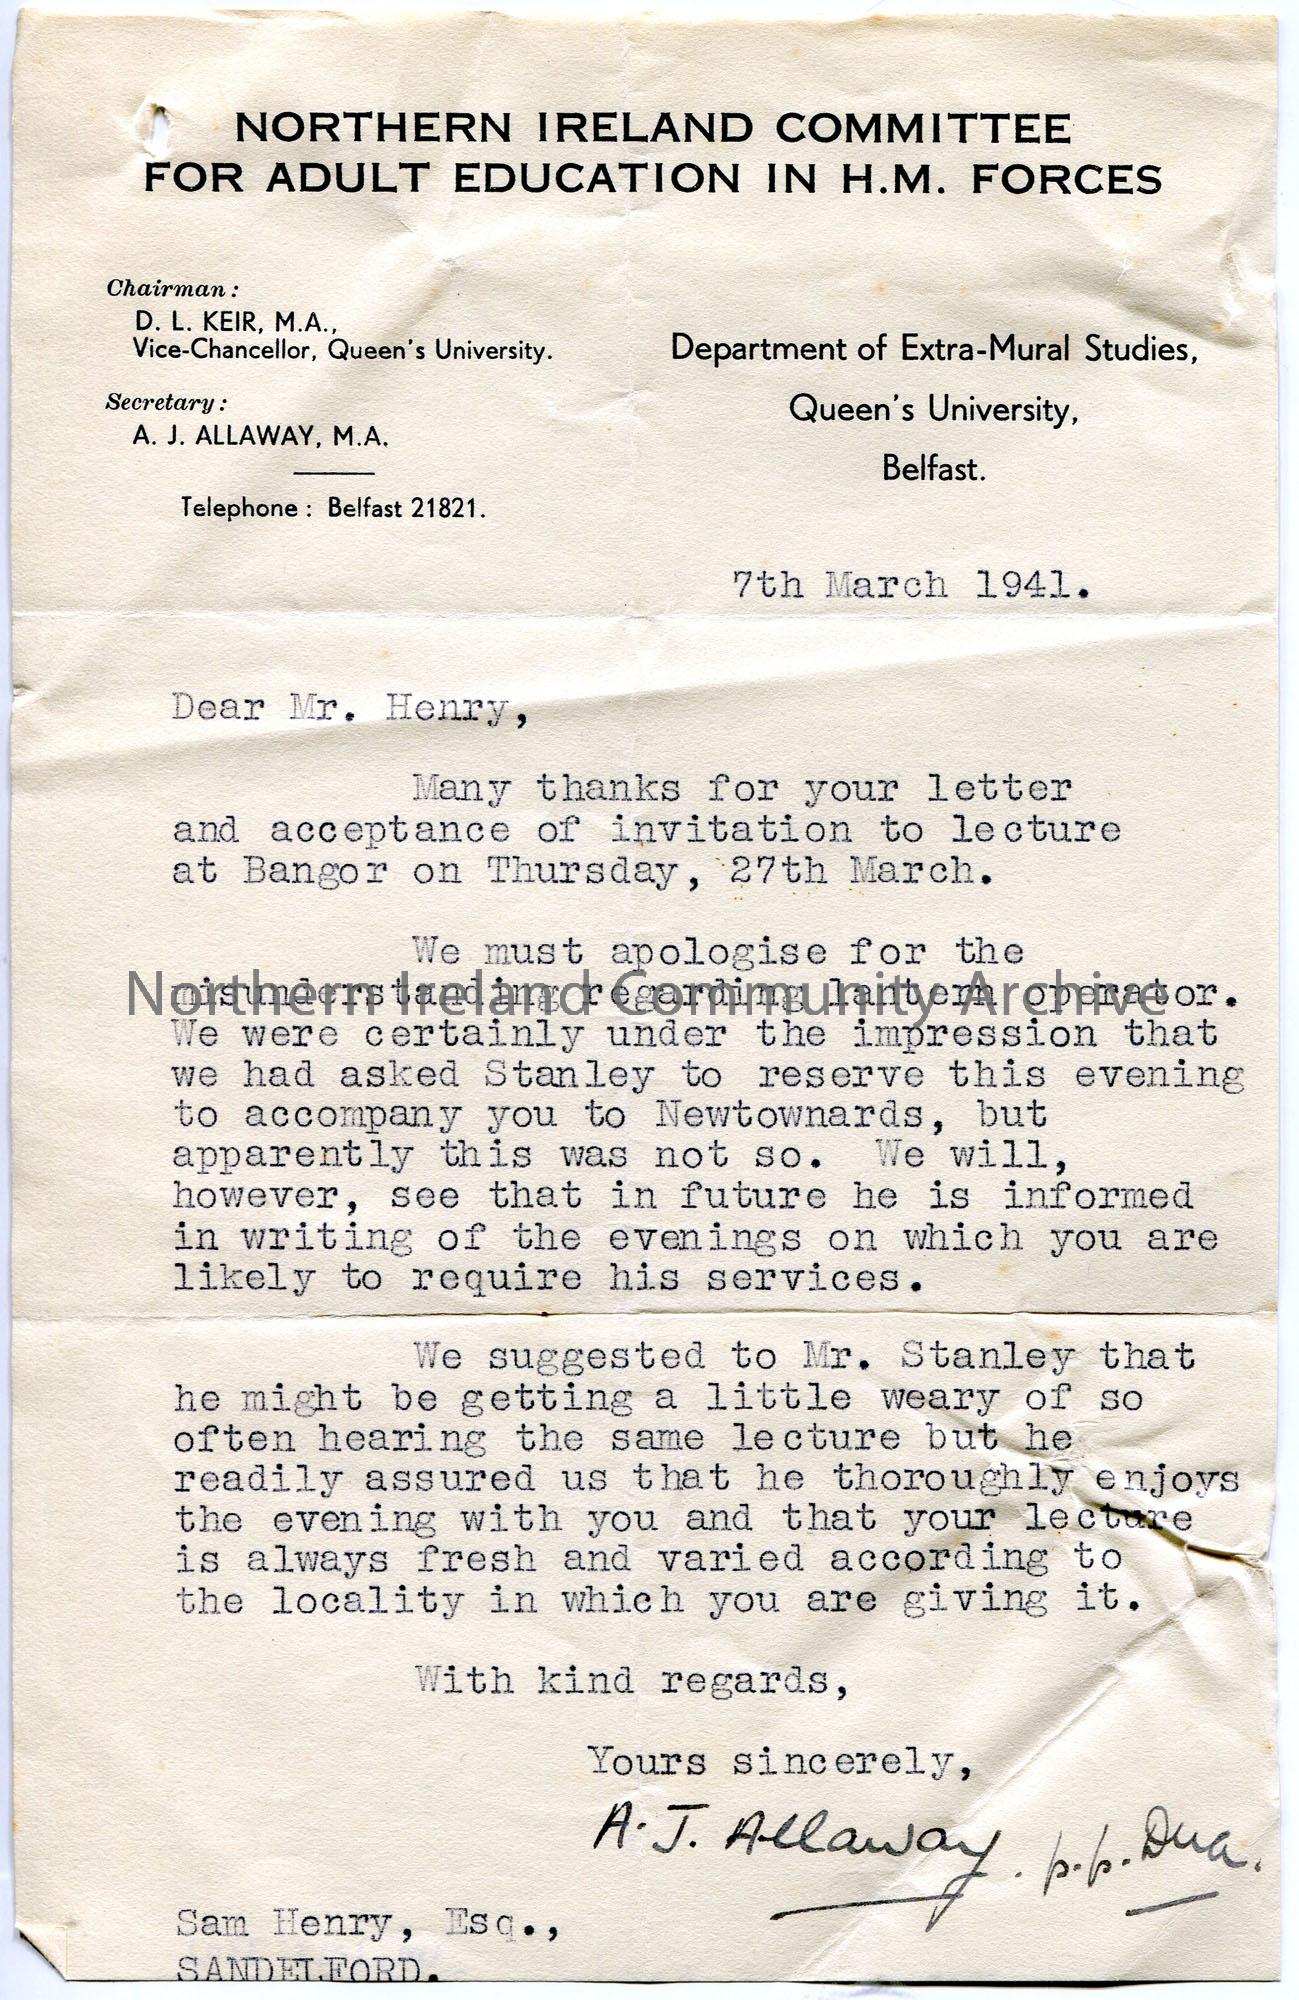 NORTHERN IRELAND COMMITTEE
FOR ADULT EDUCATION IN H.M. FORCES
Chairman:
D. L. KEIR, M.A.,
Vice-Chancellor, Queen's University.
Secretary:
A. J. ALLAWAY, M.A.
Telephone: Belfast 21821.
Department of Extra-Mural Studies,
Queen's University,
Belfast.
7th March 1941.
Dear Mr. Henry,
Many thanks for your letter
and acceptance of invitation to lecture
at Bangor on Thursday, 27th March.
We must apologise for the
misunderstanding regarding lantern operator.
Northern Ireland Community Archive
We were certainly under the impression that
we had asked Stanley to reserve this evening
to accompany you to Newtownards, but
apparently this was not so. We will,
however, see that in future he is informed
in writing of the evenings on which you are
likely to require his services.
We suggested to Mr. Stanley that
he might be getting a little weary of so
often hearing the same lecture but he
readily assured us that he thoroughly enjoys
the evening with you and that your lecture
is always fresh and varied according to
the locality in which you are giving it.
With kind regards,
Yours sincerely,
A. J. Allaway. p.p.
Sam Henry, Esq.,
SANDELFORD.